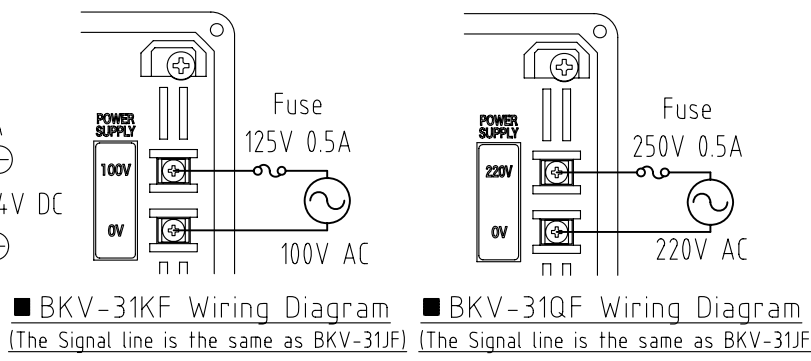 Fuse
125V 0.5A
POWER
SUPPLY
100V
0V
100V AC
4V DC
■ BKV-31KF Wiring Diagram
(The Signal line is the same as BKV-31JF)
Fuse
250V 0.5A
POWER
SUPPLY
220V
0V
220V AC
■ BKV-31QF Wiring Diagram
(The Signal line is the same as BKV-31JF